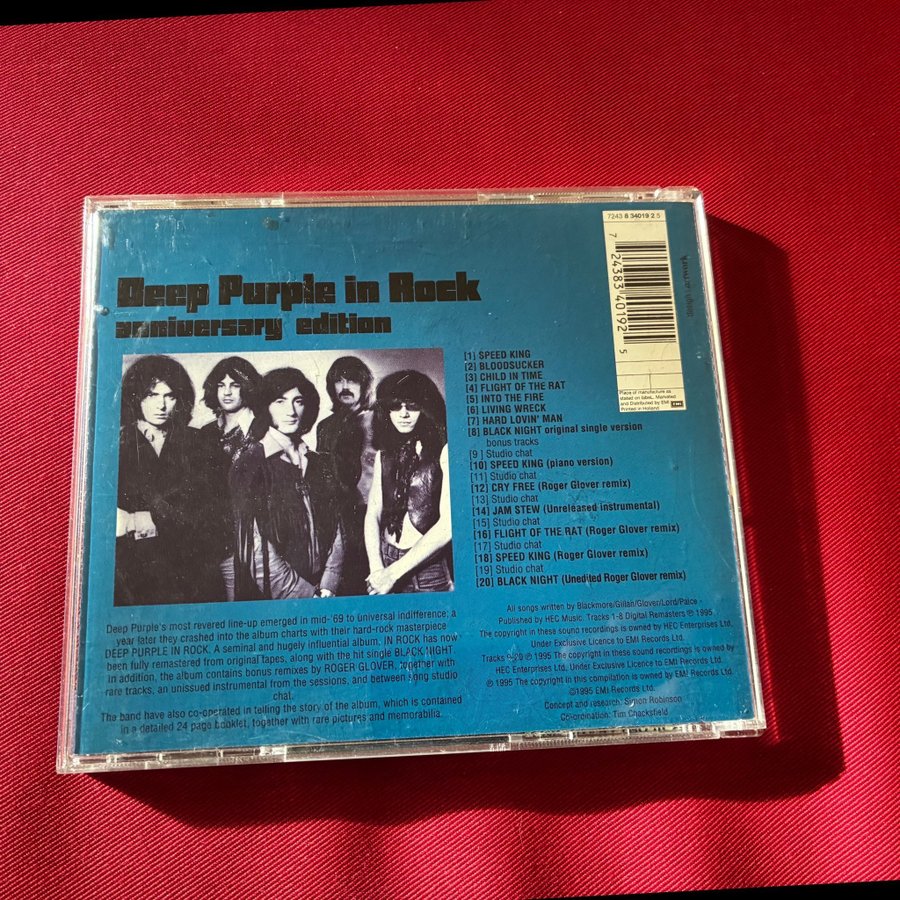 Deep Purple in Rock
anniversary edition
[1] SPEED KING
[2] BLOODSUCKER
[3] CHILD IN TIME
[4] FLIGHT OF THE RAT
[5] INTO THE FIRE
[6] LIVING WRECK
[7] HARD LOVIN' MAN
[8] BLACK NIGHT original single version
bonus tracks
[9 ] Studio chat
[10] SPEED KING (piano version)
[11] Studio chat
[12] CRY FREE (Roger Glover remix)
[13] Studio chat
[14] JAM STEW (Unreleased instrumental)
[15] Studio chat
[16] FLIGHT OF THE RAT (Roger Glover remix)
[17] Studio chat
[18] SPEED KING (Roger Glover remix)
[19] Studio chat
[20] BLACK NIGHT (Unedited Roger Glover remix)
7243 8 34019 2 5
7 24383 40192 5
Place of manufacture as
stated on label. Marketed
and Distributed by EMI
Printed in Holland
EMI
Deep Purple's most revered line-up emerged in mid-'69 to universal indifference; a
year later they crashed into the album charts with their hard-rock masterpiece
DEEP PURPLE IN ROCK. A seminal and hugely influential album, IN ROCK has now
been fully remastered from original tapes, along with the hit single BLACK NIGHT.
In addition, the album contains bonus remixes by ROGER GLOVER, together with
rare tracks, an unissued instrumental from the sessions, and between song studio
chat.
The band have also co-operated in telling the story of the album, which is contained
in a detailed 24 page booklet, together with rare pictures and memorabilia.
All songs written by Blackmore/Gillan/Glover/Lord/Paice -
Published by HEC Music. Tracks 1-8 Digital Remasters ℗ 1995
The copyright in these sound recordings is owned by HEC Enterprises Ltd,
Under Exclusive Licence to EMI Records Ltd.
Tracks 9-20 ℗ 1995 The copyright in these sound recordings is owned by
HEC Enterprises Ltd, Under Exclusive Licence to EMI Records Ltd.
℗ 1995 The copyright in this compilation is owned by EMI Records Ltd.
©1995 EMI Records Ltd.
Concept and research: Simon Robinson
Co-ordination: Tim Chacksfield